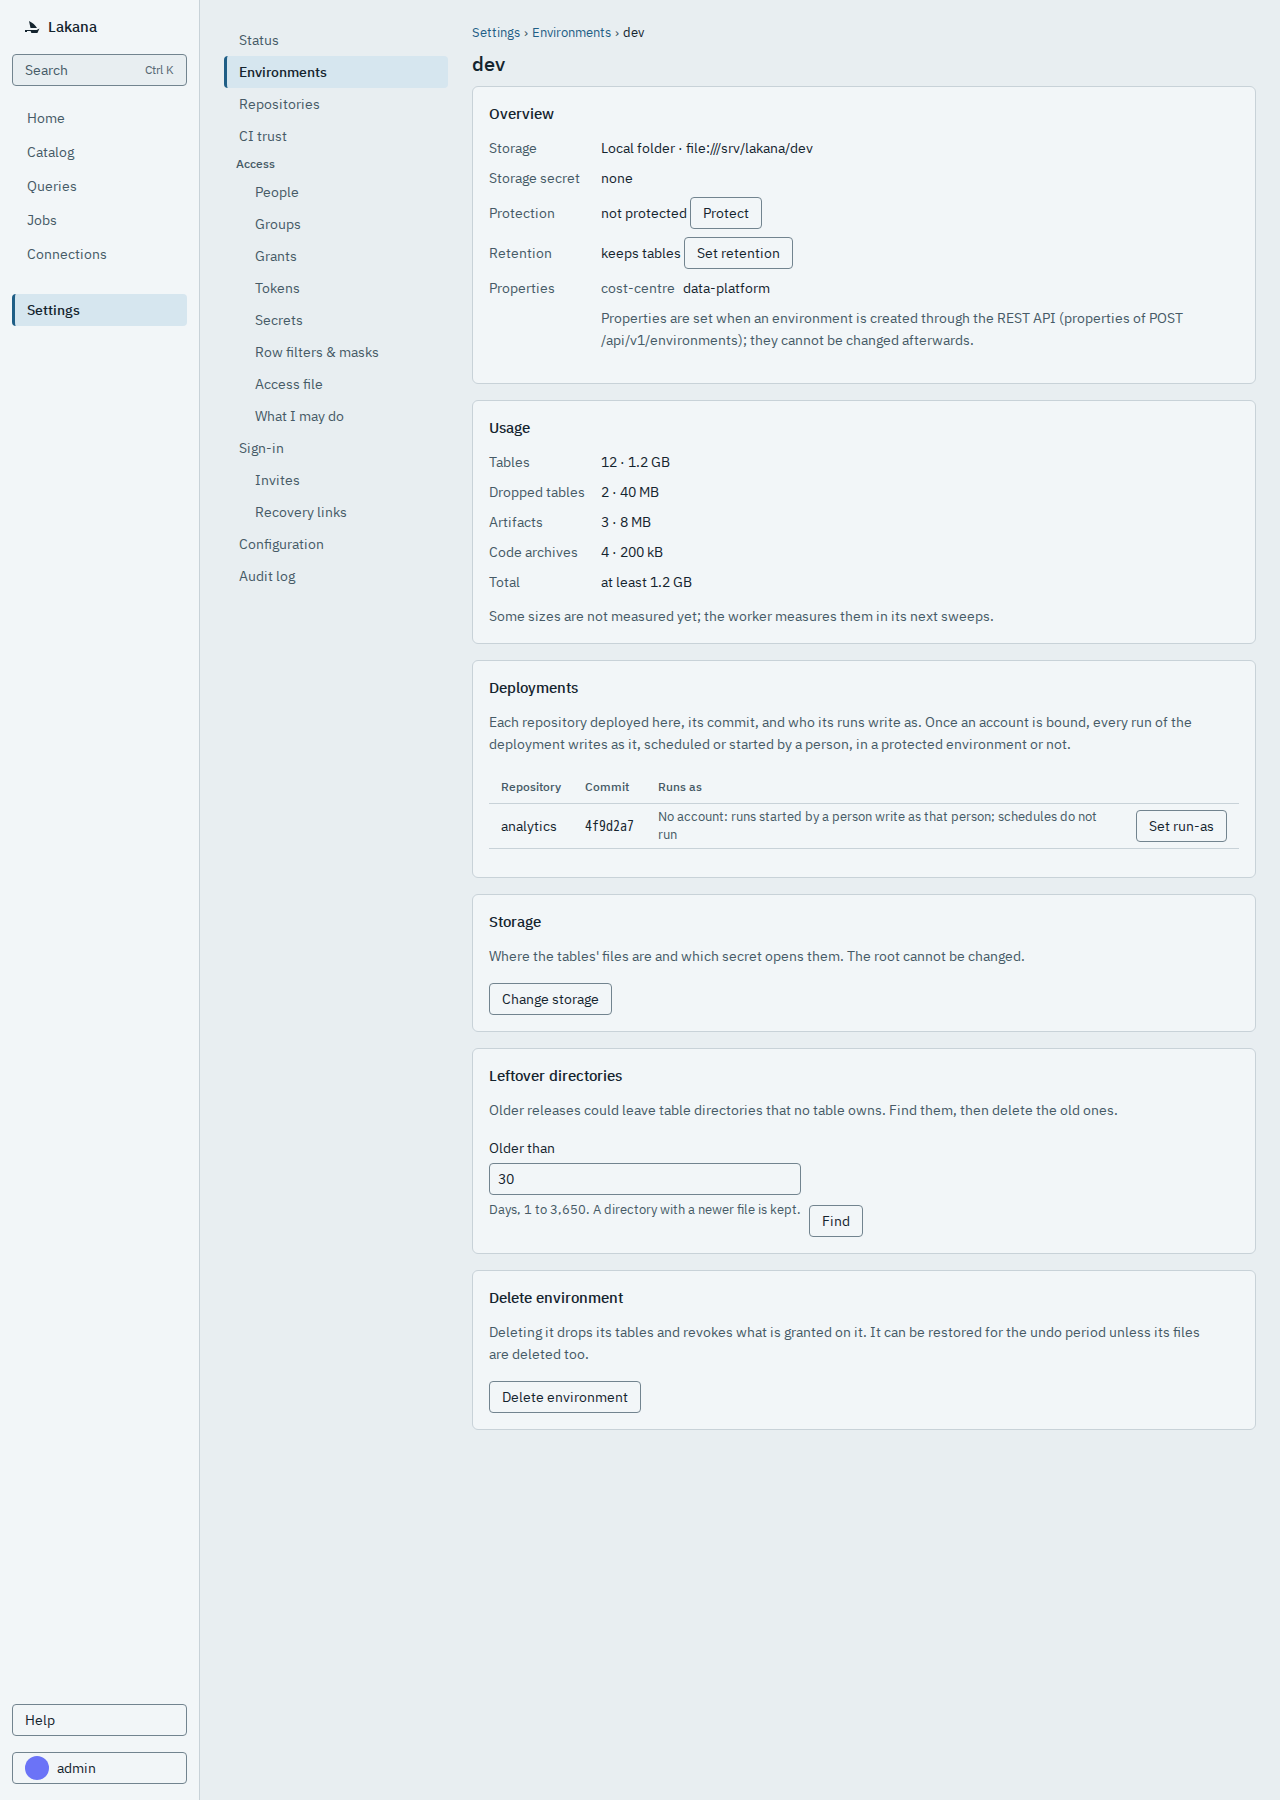 Lakana
Search Ctrl K
Home
Catalog
Queries
Jobs
Connections
Settings
Help
admin
Status
Environments
Repositories
CI trust
Access
People
Groups
Grants
Tokens
Secrets
Row filters & masks
Access file
What I may do
Sign-in
Invites
Recovery links
Configuration
Audit log
Settings › Environments › dev
dev
Overview
Storage Local folder · file:///srv/lakana/dev
Storage secret none
Protection not protected Protect
Retention keeps tables Set retention
Properties cost-centre data-platform
Properties are set when an environment is created through the REST API (properties of POST
/api/v1/environments); they cannot be changed afterwards.
Usage
Tables 12 · 1.2 GB
Dropped tables 2 · 40 MB
Artifacts 3 · 8 MB
Code archives 4 · 200 kB
Total at least 1.2 GB
Some sizes are not measured yet; the worker measures them in its next sweeps.
Deployments
Each repository deployed here, its commit, and who its runs write as. Once an account is bound, every run of the
deployment writes as it, scheduled or started by a person, in a protected environment or not.
Repository Commit Runs as
analytics 4f9d2a7 No account: runs started by a person write as that person; schedules do not
run
Set run-as
Storage
Where the tables' files are and which secret opens them. The root cannot be changed.
Change storage
Leftover directories
Older releases could leave table directories that no table owns. Find them, then delete the old ones.
Older than
30
Days, 1 to 3,650. A directory with a newer file is kept.
Find
Delete environment
Deleting it drops its tables and revokes what is granted on it. It can be restored for the undo period unless its files
are deleted too.
Delete environment